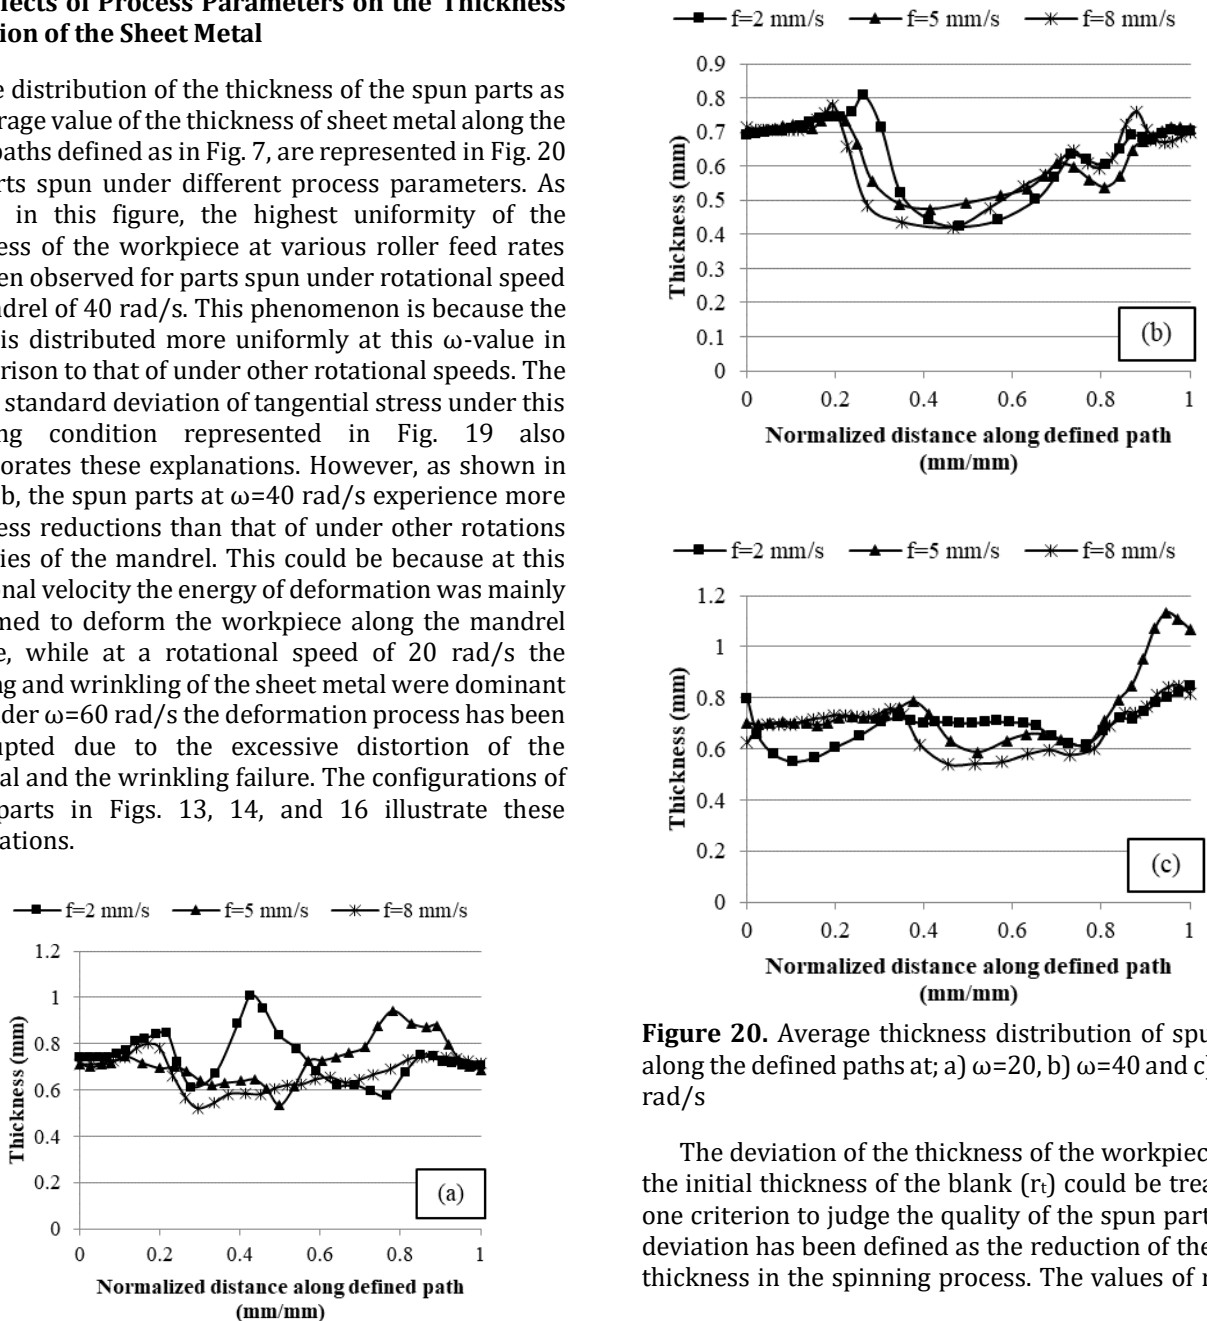 ffects of Process Parameters on the Thickness
ion of the Sheet Metal
e distribution of the thickness of the spun parts as
rage value of the thickness of sheet metal along the
paths defined as in Fig. 7, are represented in Fig. 20
rts spun under different process parameters. As
in this figure, the highest uniformity of the
ess of the workpiece at various roller feed rates
en observed for parts spun under rotational speed
ndrel of 40 rad/s. This phenomenon is because the
is distributed more uniformly at this ω-value in
rison to that of under other rotational speeds. The
standard deviation of tangential stress under this
ng condition represented in Fig. 19 also
orates these explanations. However, as shown in
b, the spun parts at ω=40 rad/s experience more
ess reductions than that of under other rotations
ies of the mandrel. This could be because at this
onal velocity the energy of deformation was mainly
med to deform the workpiece along the mandrel
e, while at a rotational speed of 20 rad/s the
ng and wrinkling of the sheet metal were dominant
der ω=60 rad/s the deformation process has been
upted due to the excessive distortion of the
al and the wrinkling failure. The configurations of
parts in Figs. 13, 14, and 16 illustrate these
ations.
f=2 mm/s f=5 mm/s f=8 mm/s
1.2
1
0.8
0.6
0.4
0.2
0
Thickness (mm)
(a)
0 0.2 0.4 0.6 0.8 1
Normalized distance along defined path
(mm/mm)
f=2 mm/s f=5 mm/s f=8 mm/s
0.9
0.8
0.7
0.6
0.5
0.4
0.3
0.2
0.1
0
Thickness (mm)
(b)
0 0.2 0.4 0.6 0.8 1
Normalized distance along defined path
(mm/mm)
f=2 mm/s f=5 mm/s f=8 mm/s
1.2
1
0.8
0.6
0.4
0.2
0
Thickness (mm)
(c)
0 0.2 0.4 0.6 0.8 1
Normalized distance along defined path
(mm/mm)
Figure 20. Average thickness distribution of spu
along the defined paths at; a) ω=20, b) ω=40 and c)
rad/s
The deviation of the thickness of the workpiec
the initial thickness of the blank (rt) could be trea
one criterion to judge the quality of the spun part
deviation has been defined as the reduction of the
thickness in the spinning process. The values of r